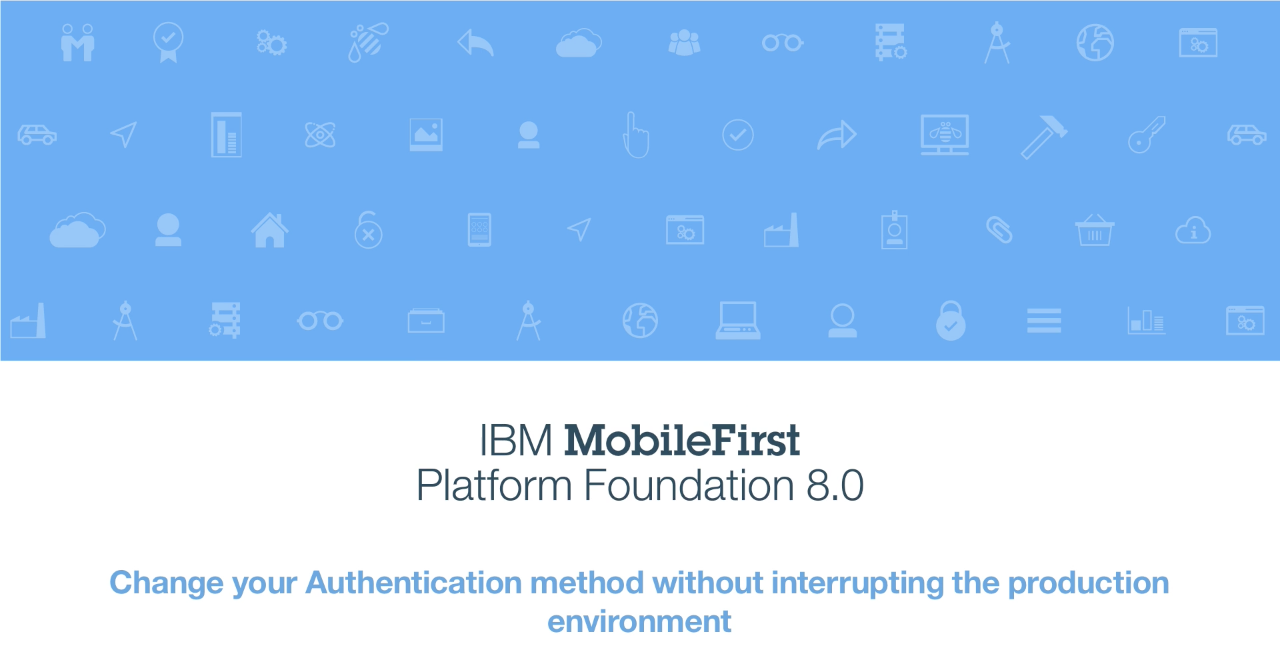 IBM MobileFirst
Platform Foundation 8.0
Change your Authentication method without interrupting the production
environment